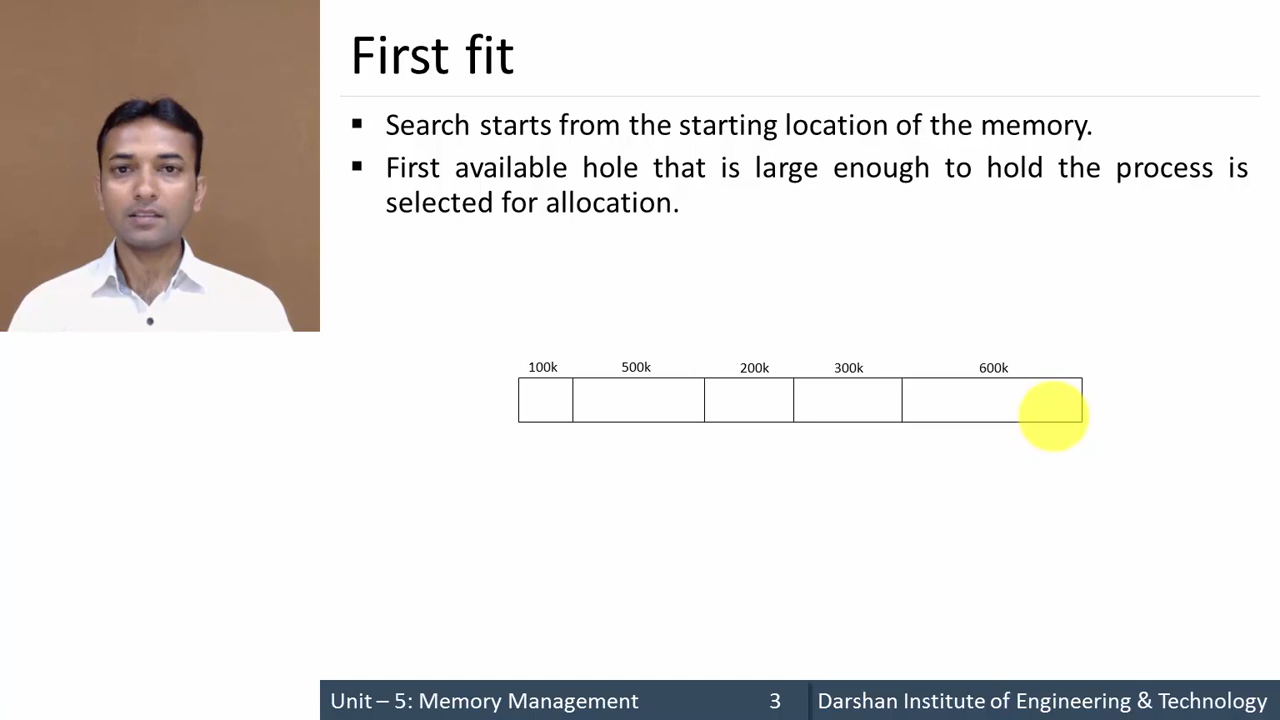 First fit
▪ Search starts from the starting location of the memory.
▪ First available hole that is large enough to hold the process is
selected for allocation.
100k 500k 200k 300k 600k
Unit – 5: Memory Management 3 Darshan Institute of Engineering & Technology